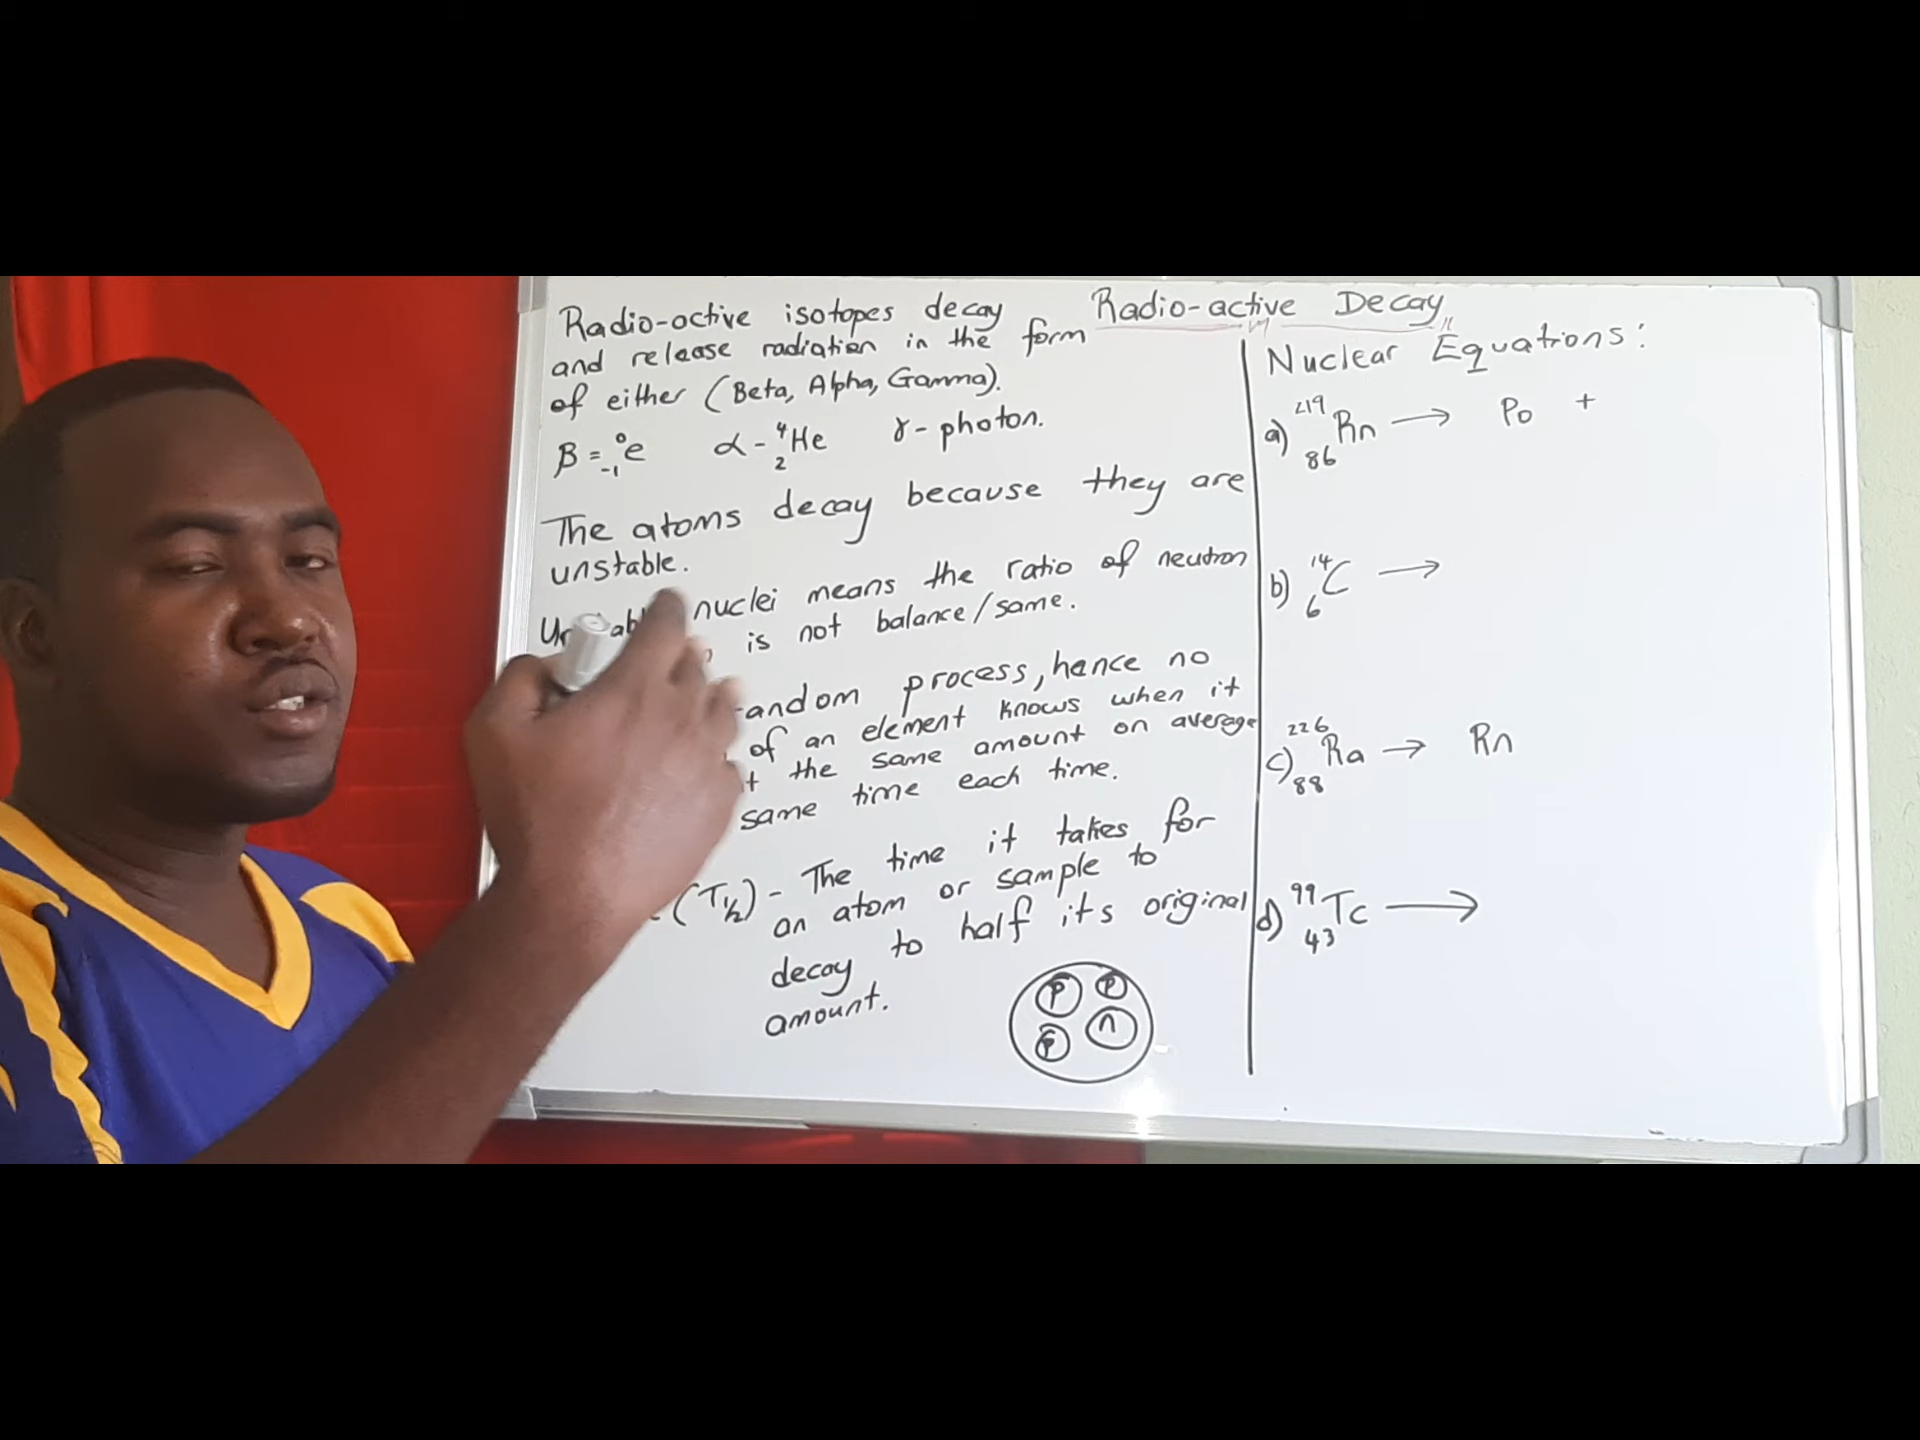 Radio-active Decay
Radio-octive isotopes decay
and release radiation in the form
of either (Beta, Alpha, Gamma).
β = ⁰₋₁e α - ⁴₂He γ - photon.
The atoms decay because they are
unstable.
nuclei means the ratio of neutron
is not balance/same.
process, hence no
of an element knows when it
the same amount on average
same time each time.
(T½) - The time it takes for
an atom or sample to
decay to half its original
amount.
P P
P n
Nuclear Equations:
a) ²¹⁹₈₆Rn → Po +
b) ¹⁴₆C →
c) ²²⁶₈₈Ra → Rn
d) ⁹⁹₄₃Tc →